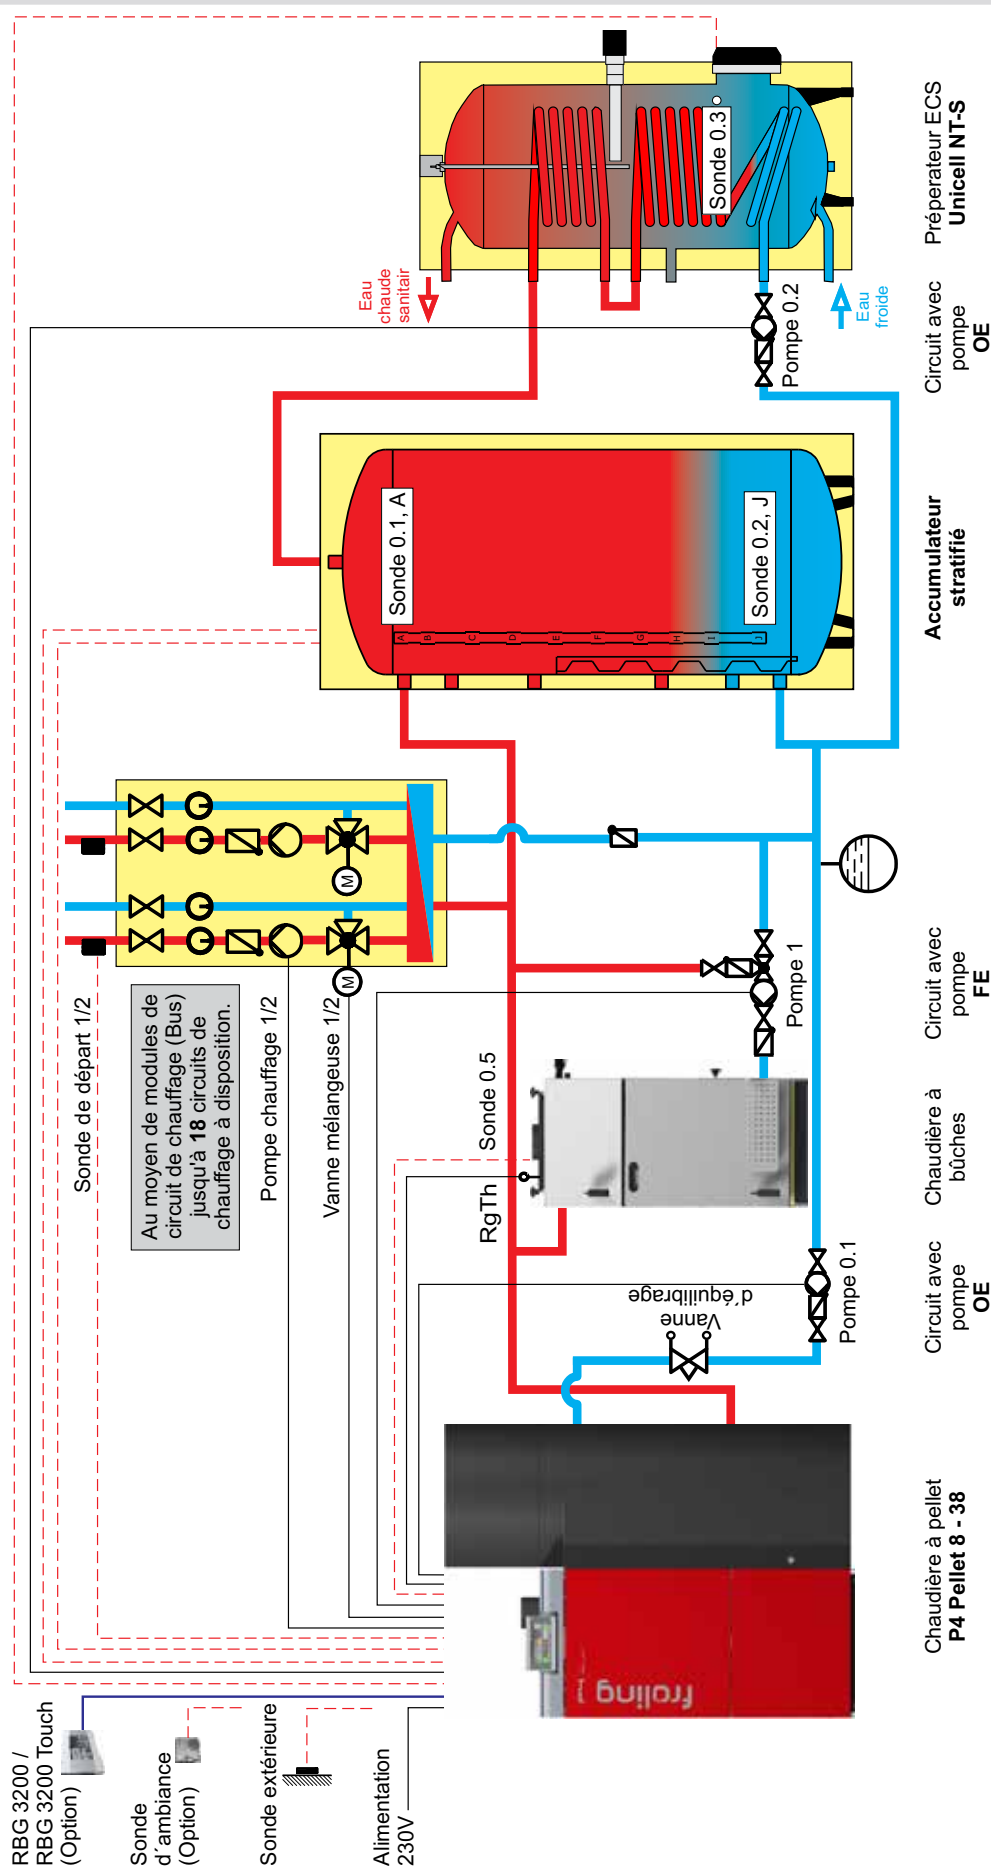 RBG 3200 /
RBG 3200 Touch
(Option)
Sonde
d´ambiance
(Option)
Sonde extérieure
Alimentation
230V
Sonde de départ 1/2
Au moyen de modules de
circuit de chauffage (Bus)
jusqu'à 18 circuits de
chauffage à disposition.
Pompe chauffage 1/2
Vanne mélangeuse 1/2
M
M
RgTh
Sonde 0.5
Vanne
d´équilibrage
Pompe 0.1
Pompe 1
froling
Sonde 0.1, A
Sonde 0.2, J
A
B
C
D
E
F
G
H
I
J
Eau
chaude
sanitair
Eau
froide
Pompe 0.2
Sonde 0.3
Chaudière à pellet
P4 Pellet 8 - 38
Circuit avec
pompe
OE
Chaudière à
bûches
Circuit avec
pompe
FE
Accumulateur
stratifié
Circuit avec
pompe
OE
Préperateur ECS
Unicell NT-S